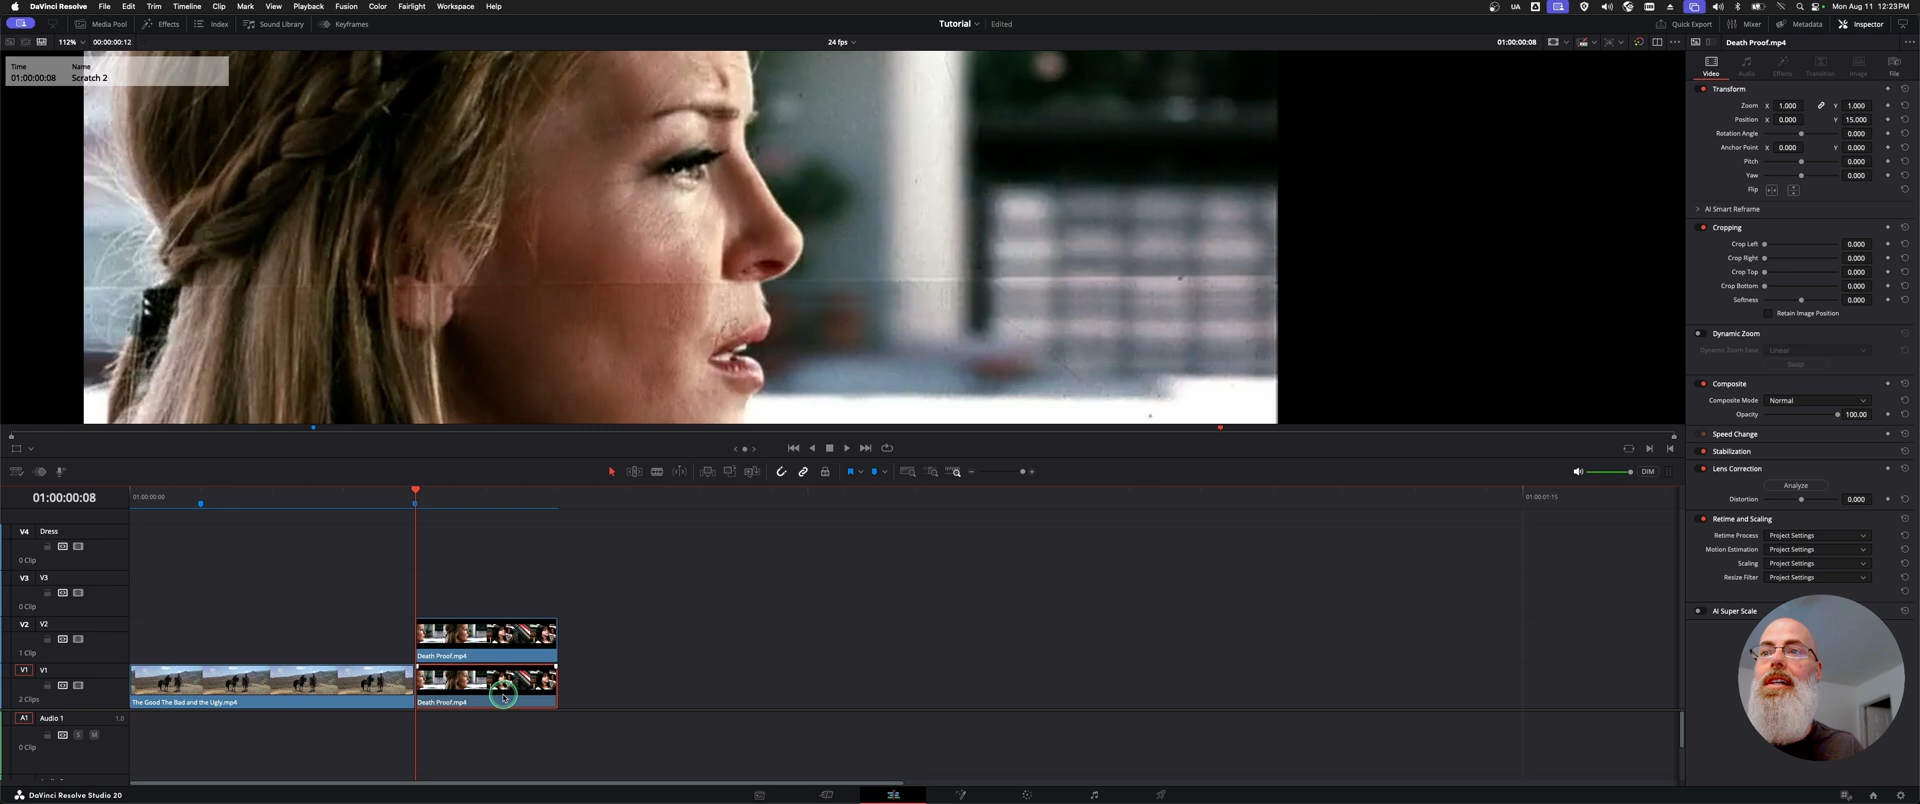 DaVinci Resolve File Edit Trim Timeline Clip Mark View Playback Fusion Color Fairlight Workspace Help UA Mon Aug 11 12:23 PM
Media Pool Effects Index Sound Library Keyframes Tutorial Edited Quick Export Mixer Metadata Inspector
112% 00:00:00:12 24 fps 01:00:00:08 Death Proof.mp4
Time Name
01:00:00:08 Scratch 2
Video Audio Effects Transition Image File
Transform
Zoom X 1.000 Y 1.000
Position X 0.000 Y 15.000
Rotation Angle 0.000
Anchor Point X 0.000 Y 0.000
Pitch 0.000
Yaw 0.000
Flip
AI Smart Reframe
Cropping
Crop Left 0.000
Crop Right 0.000
Crop Top 0.000
Crop Bottom 0.000
Softness 0.000
Retain Image Position
Dynamic Zoom
Dynamic Zoom Ease Linear
Swap
Composite
Composite Mode Normal
Opacity 100.00
Speed Change
Stabilization
Lens Correction
Analyze
Distortion 0.000
Retime and Scaling
Retime Process Project Settings
Motion Estimation Project Settings
Scaling Project Settings
Resize Filter Project Settings
AI Super Scale
DIM
01:00:00:08 01:00:00:00 01:00:01:15
V4 Dress
0 Clip
V3 V3
0 Clip
V2 V2
1 Clip
Death Proof.mp4
V1 V1
2 Clips
The Good The Bad and the Ugly.mp4 Death Proof.mp4
A1 Audio 1 1.0
S M
0 Clip
DaVinci Resolve Studio 20